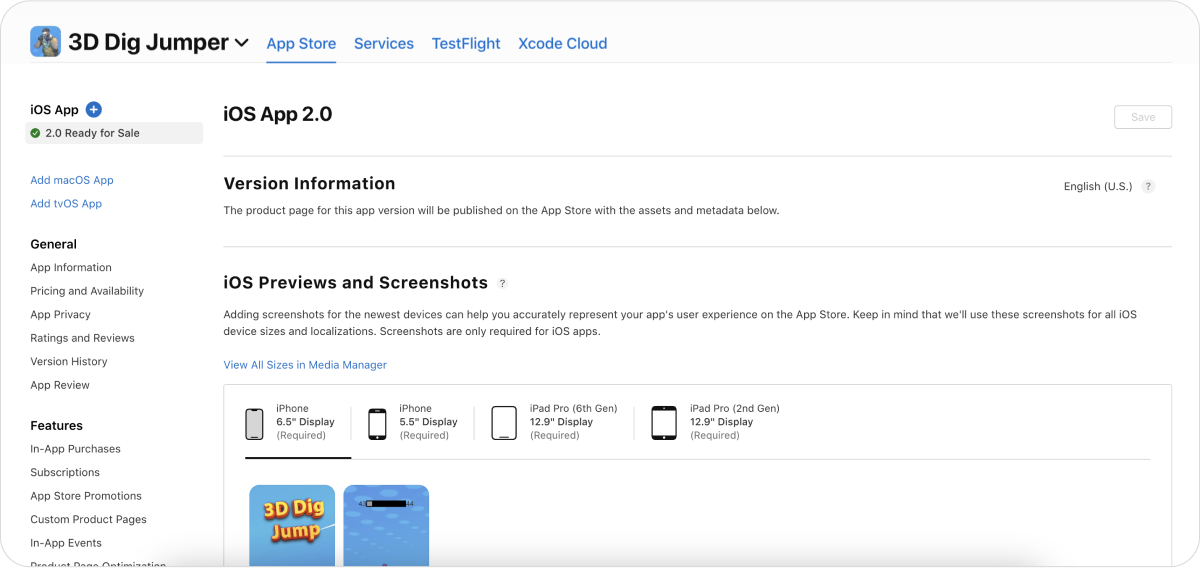 3D Dig Jumper
App Store
Services
TestFlight
Xcode Cloud
iOS App
2.0 Ready for Sale
Add macOS App
Add tvOS App
General
App Information
Pricing and Availability
App Privacy
Ratings and Reviews
Version History
App Review
Features
In-App Purchases
Subscriptions
App Store Promotions
Custom Product Pages
In-App Events
Product Page Optimization
iOS App 2.0
Save
Version Information
English (U.S.) ?
The product page for this app version will be published on the App Store with the assets and metadata below.
iOS Previews and Screenshots ?
Adding screenshots for the newest devices can help you accurately represent your app's user experience on the App Store. Keep in mind that we'll use these screenshots for all iOS
device sizes and localizations. Screenshots are only required for iOS apps.
View All Sizes in Media Manager
iPhone
6.5" Display
(Required)
iPhone
5.5" Display
(Required)
iPad Pro (6th Gen)
12.9" Display
(Required)
iPad Pro (2nd Gen)
12.9" Display
(Required)
3D Dig
Jump
43
44